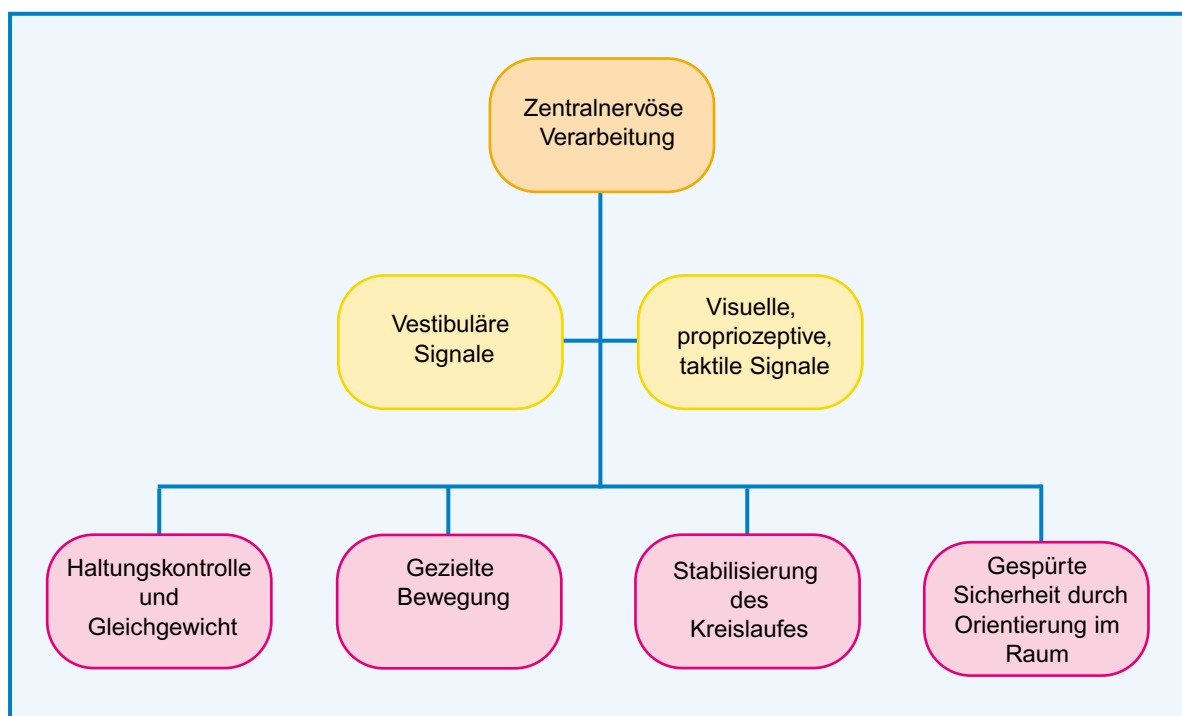 Zentralnervöse
Verarbeitung
Vestibuläre
Signale
Visuelle,
propriozeptive,
taktile Signale
Haltungskontrolle
und
Gleichgewicht
Gezielte
Bewegung
Stabilisierung
des
Kreislaufes
Gespürte
Sicherheit durch
Orientierung im
Raum